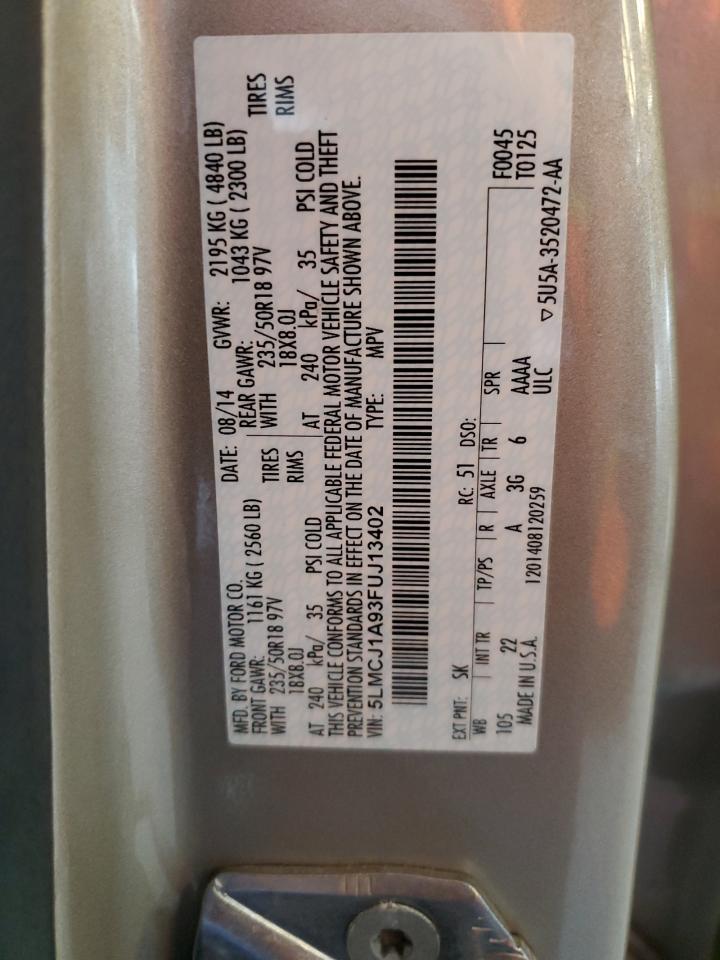 MFD. BY FORD MOTOR CO.
DATE: 08/14 GVWR: 2195 KG ( 4840 LB)
FRONT GAWR: 1161 KG ( 2560 LB) REAR GAWR: 1043 KG ( 2300 LB)
WITH 235/50R18 97V TIRES WITH 235/50R18 97V TIRES
18X8.0J RIMS 18X8.0J RIMS
AT 240 kPa/ 35 PSI COLD AT 240 kPa/ 35 PSI COLD
THIS VEHICLE CONFORMS TO ALL APPLICABLE FEDERAL MOTOR VEHICLE SAFETY AND THEFT
PREVENTION STANDARDS IN EFFECT ON THE DATE OF MANUFACTURE SHOWN ABOVE.
VIN: 5LMCJ1A93FUJ13402 TYPE: MPV
EXT PNT: SK RC: 51 DSO:
WB INT TR TP/PS R AXLE TR SPR F0045
105 22 A 3G 6 AAAA T0125
MADE IN U.S.A. 1201408120259 ULC ▽5U5A-3520472-AA